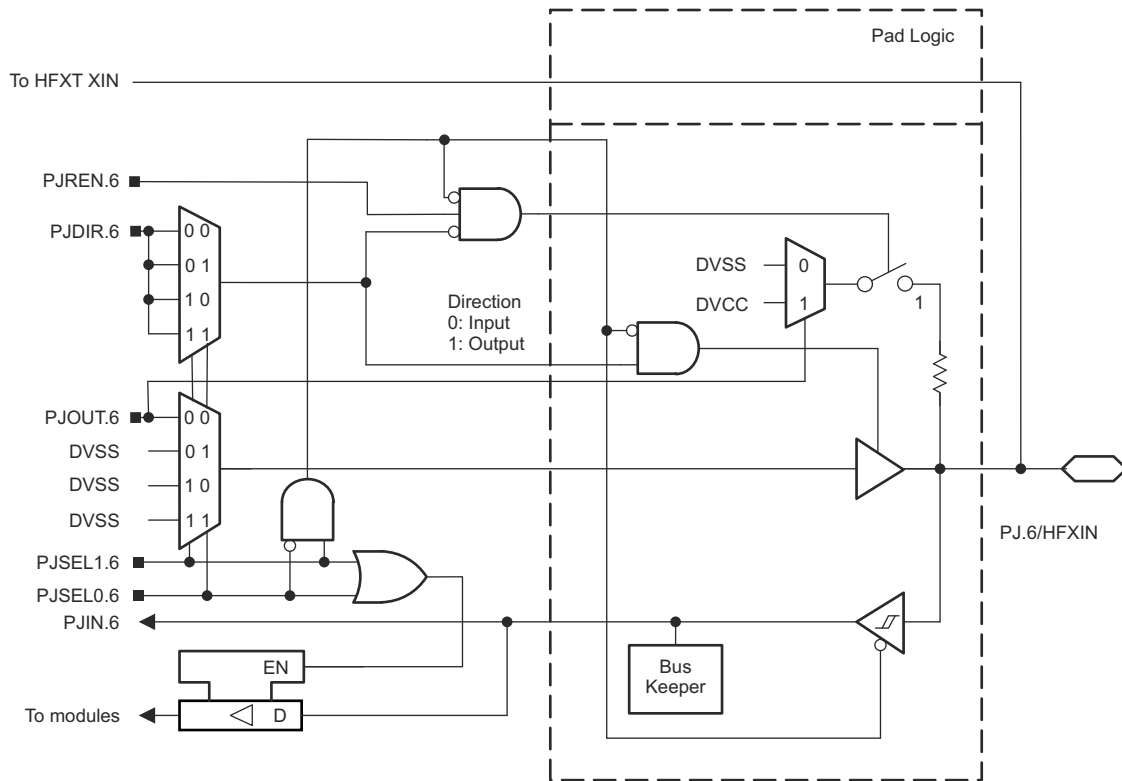 Pad Logic
To HFXT XIN
PJREN.6
PJDIR.6
0 0
0 1
1 0
1 1
Direction
0: Input
1: Output
DVSS
0
DVCC
1
1
PJOUT.6
0 0
DVSS
0 1
DVSS
1 0
DVSS
1 1
PJ.6/HFXIN
PJSEL1.6
PJSEL0.6
PJIN.6
EN
Bus
Keeper
To modules
D